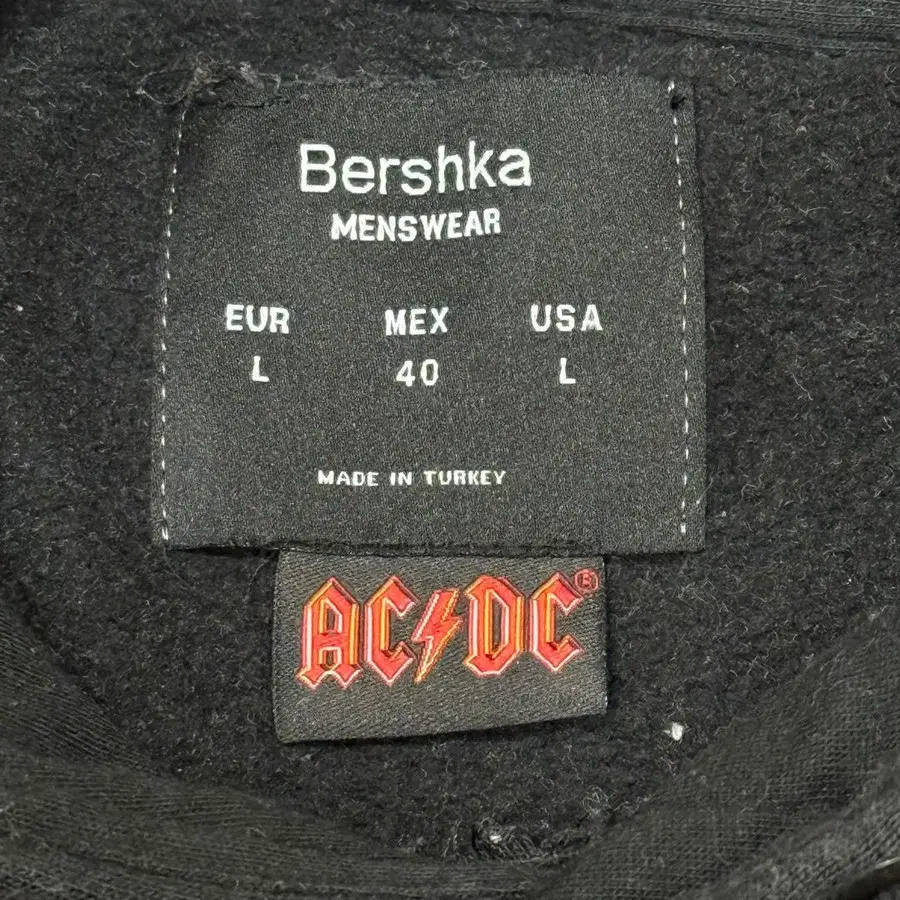 Bershka
MENSWEAR
EUR MEX USA
L 40 L
MADE IN TURKEY
AC⚡DC®